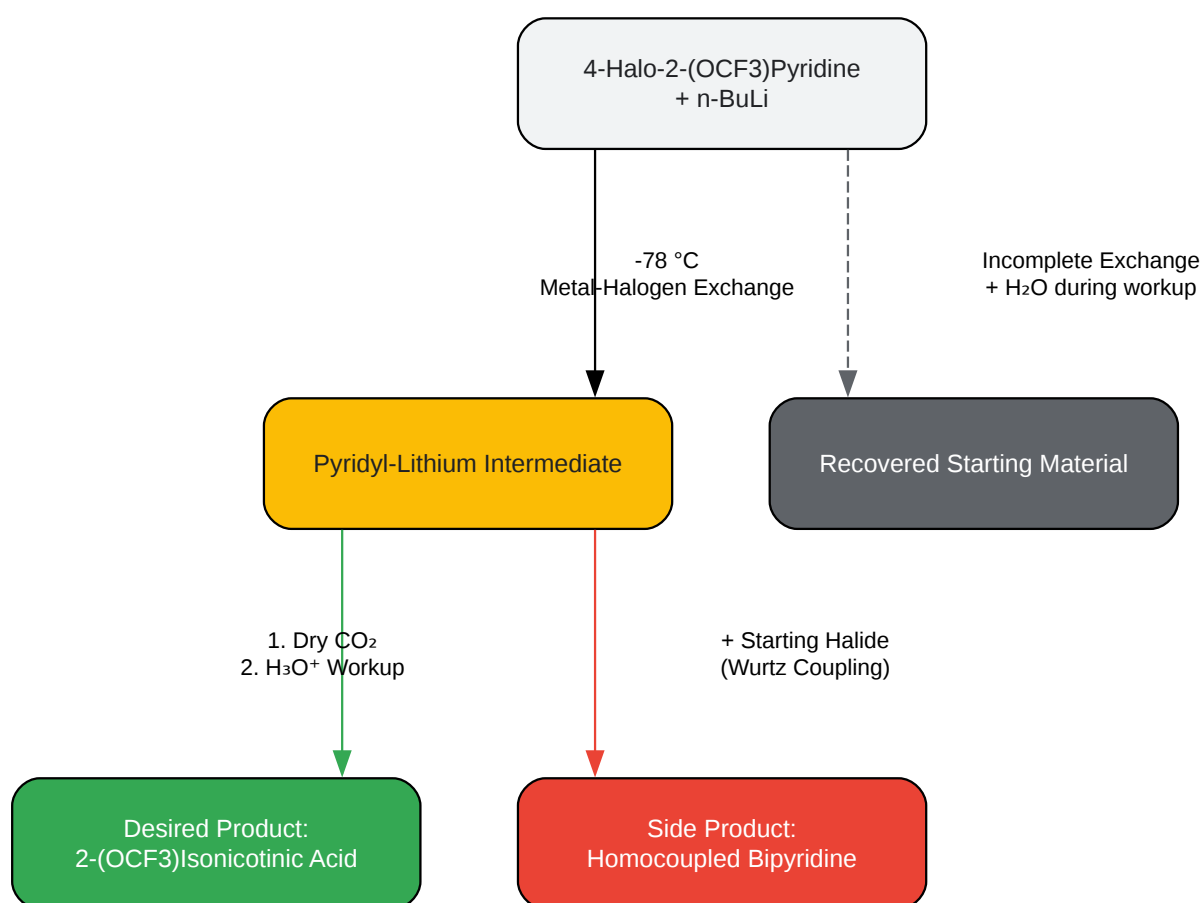 4-Halo-2-(OCF3)Pyridine
+ n-BuLi
-78 °C
Metal-Halogen Exchange
Incomplete Exchange
+ H₂O during workup
Pyridyl-Lithium Intermediate
Recovered Starting Material
1. Dry CO₂
2. H₃O⁺ Workup
+ Starting Halide
(Wurtz Coupling)
Desired Product:
2-(OCF3)Isonicotinic Acid
Side Product:
Homocoupled Bipyridine